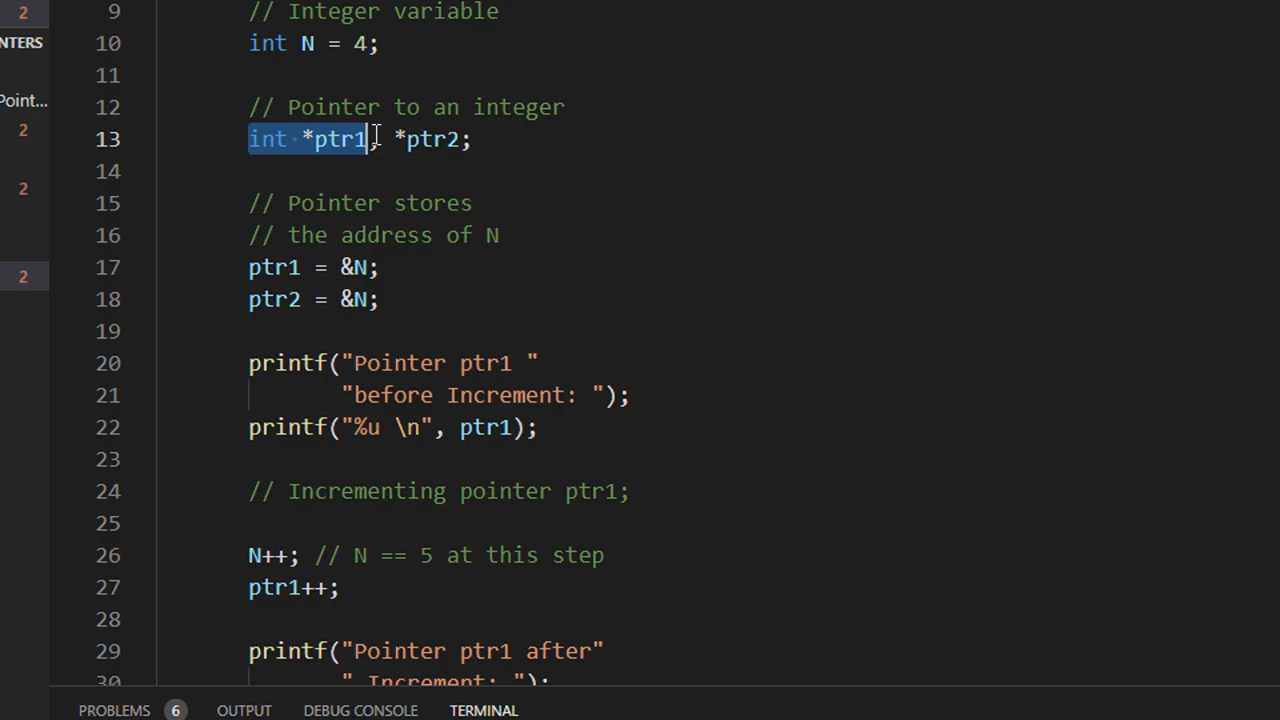 2
NTERS
Point...
2
2
2
9 // Integer variable
10 int N = 4;
11
12 // Pointer to an integer
13 int *ptr1, *ptr2;
14
15 // Pointer stores
16 // the address of N
17 ptr1 = &N;
18 ptr2 = &N;
19
20 printf("Pointer ptr1 "
21 "before Increment: ");
22 printf("%u \n", ptr1);
23
24 // Incrementing pointer ptr1;
25
26 N++; // N == 5 at this step
27 ptr1++;
28
29 printf("Pointer ptr1 after"
30 " Increment: ");
PROBLEMS 6 OUTPUT DEBUG CONSOLE TERMINAL